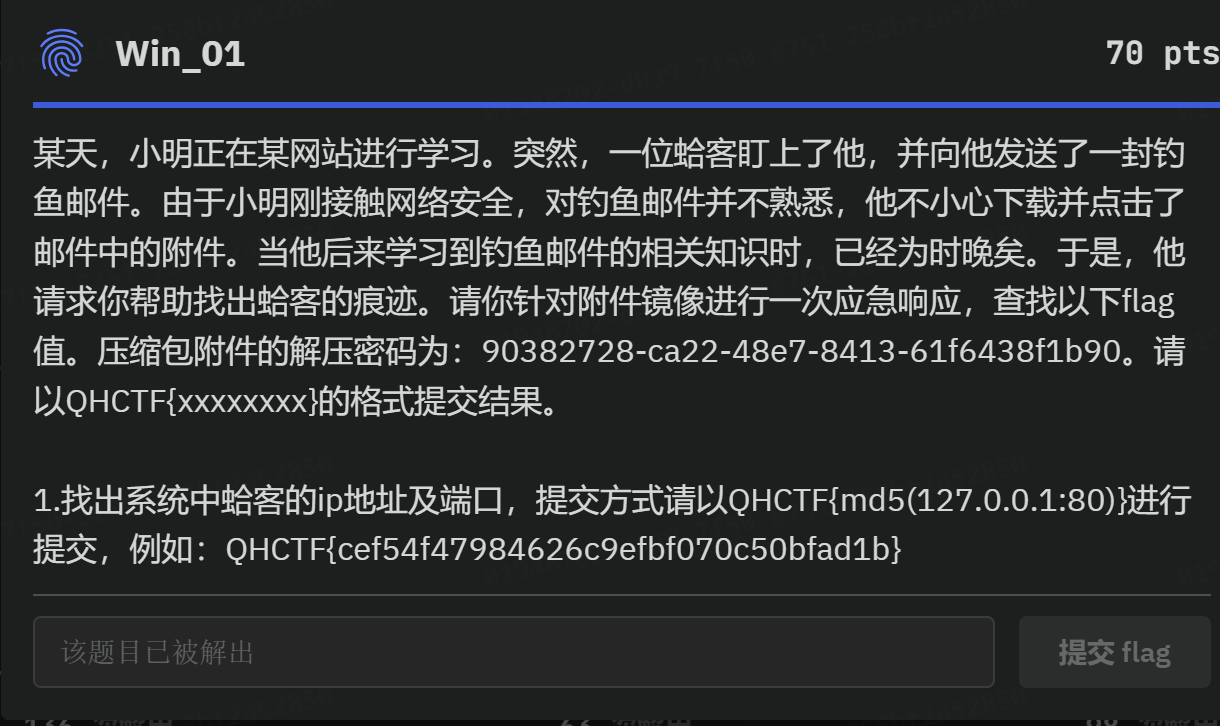 Win_01
70 pts
某天，小明正在某网站进行学习。突然，一位蛤客盯上了他，并向他发送了一封钓
鱼邮件。由于小明刚接触网络安全，对钓鱼邮件并不熟悉，他不小心下载并点击了
邮件中的附件。当他后来学习到钓鱼邮件的相关知识时，已经为时晚矣。于是，他
请求你帮助找出蛤客的痕迹。请你针对附件镜像进行一次应急响应，查找以下flag
值。压缩包附件的解压密码为：90382728-ca22-48e7-8413-61f6438f1b90。请
以QHCTF{xxxxxxxx}的格式提交结果。
1.找出系统中蛤客的ip地址及端口，提交方式请以QHCTF{md5(127.0.0.1:80)}进行
提交，例如：QHCTF{cef54f47984626c9efbf070c50bfad1b}
该题目已被解出
提交 flag